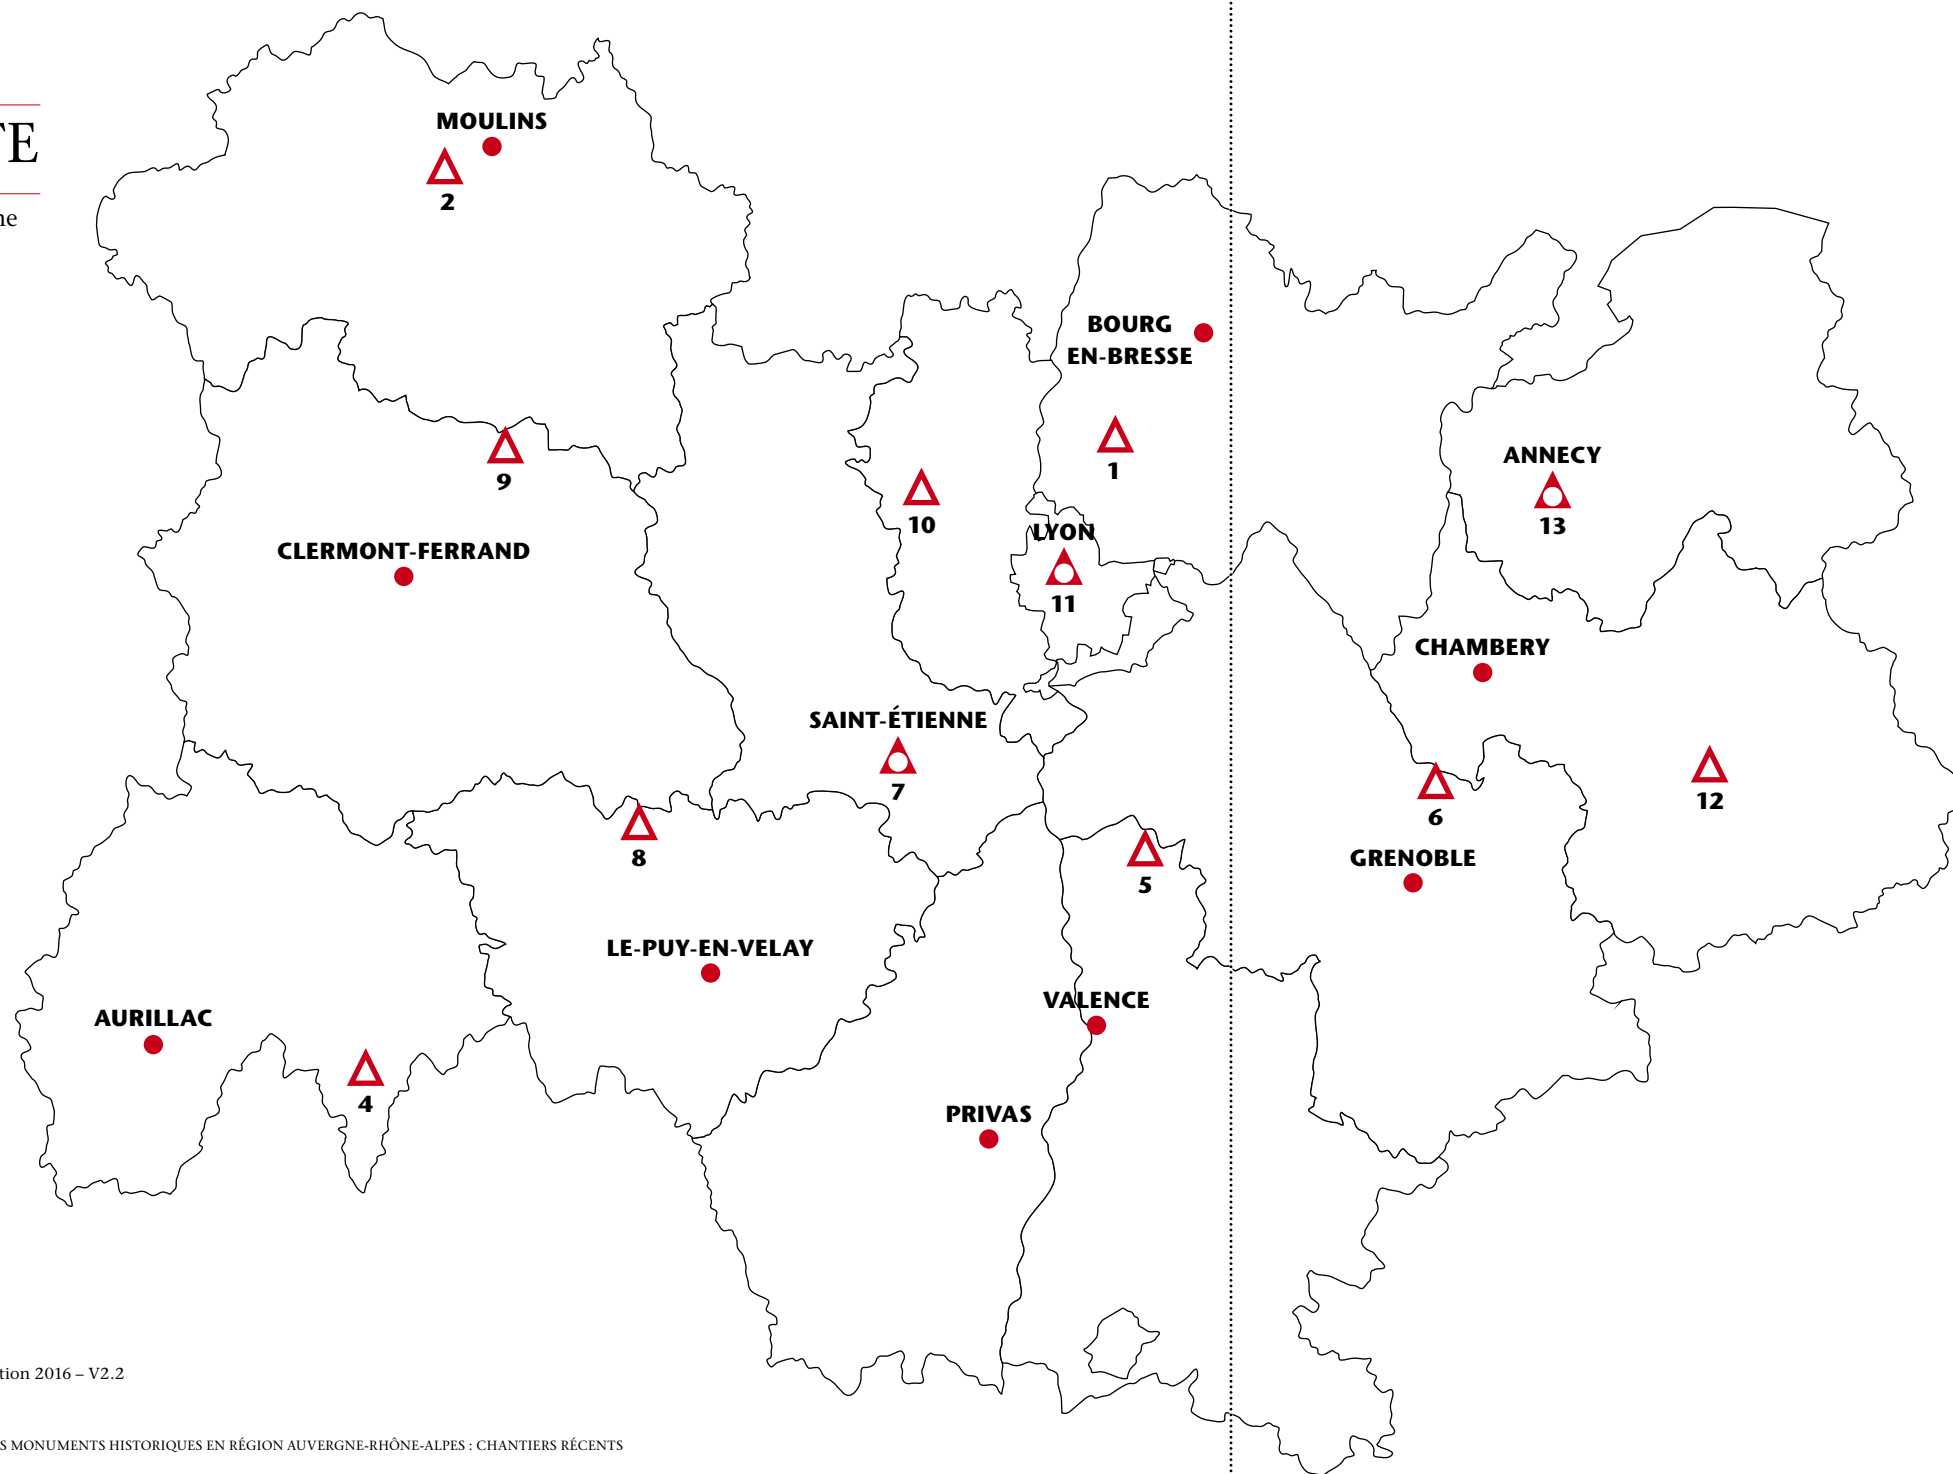 TE
ne
MOULINS
2
BOURG
EN-BRESSE
1
9
10
ANNECY
13
LYON
11
CLERMONT-FERRAND
CHAMBERY
SAINT-ÉTIENNE
7
6
12
8
5
GRENOBLE
LE-PUY-EN-VELAY
VALENCE
AURILLAC
4
PRIVAS
tion 2016 – V2.2
S MONUMENTS HISTORIQUES EN RÉGION AUVERGNE-RHÔNE-ALPES : CHANTIERS RÉCENTS